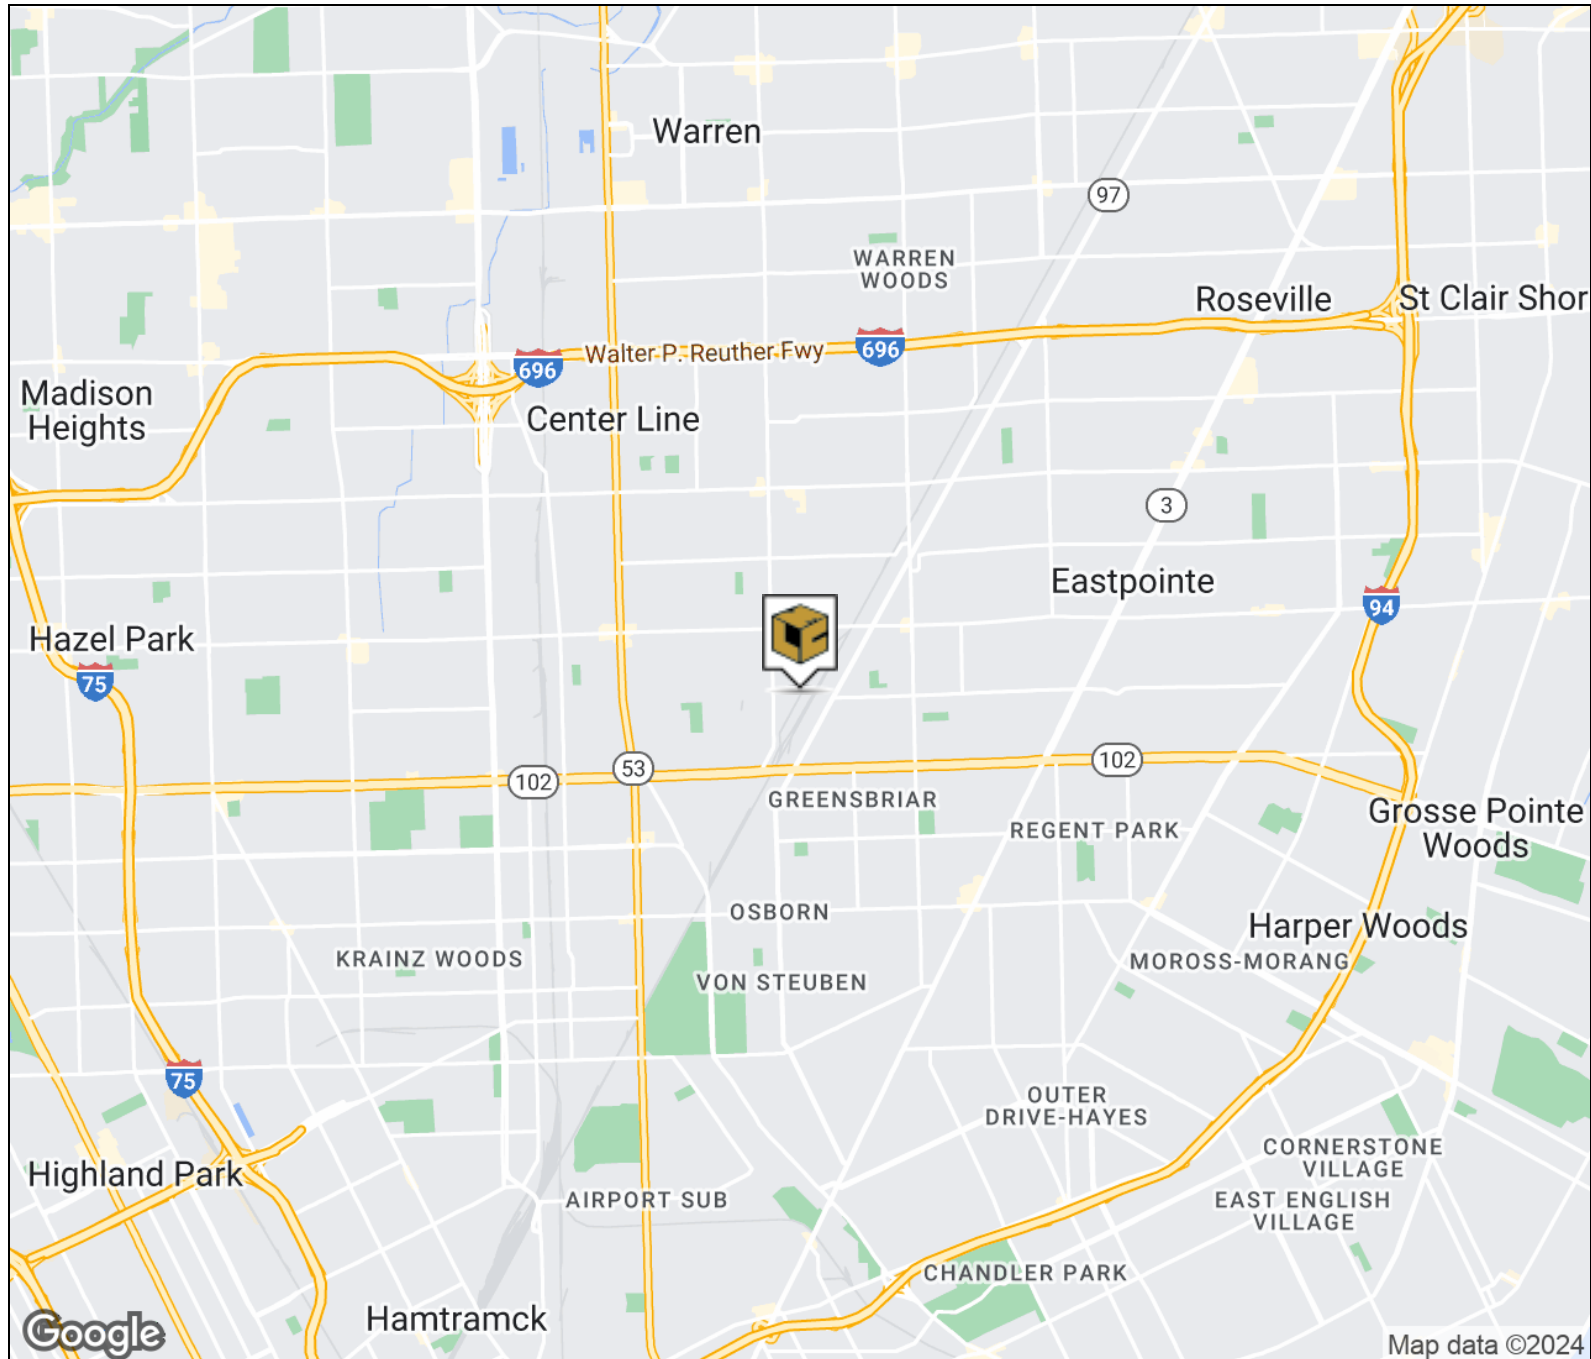 Warren
97
WARREN
WOODS
Roseville
St Clair Shor
696
Walter P. Reuther Fwy
696
Madison
Heights
Center Line
3
Eastpointe
94
Hazel Park
75
53
102
102
GREENSBRIAR
Grosse Pointe
Woods
REGENT PARK
OSBORN
Harper Woods
KRAINZ WOODS
MOROSS-MORANG
VON STEUBEN
75
OUTER
DRIVE-HAYES
CORNERSTONE
VILLAGE
Highland Park
AIRPORT SUB
EAST ENGLISH
VILLAGE
CHANDLER PARK
Hamtramck
Google
Map data ©2024